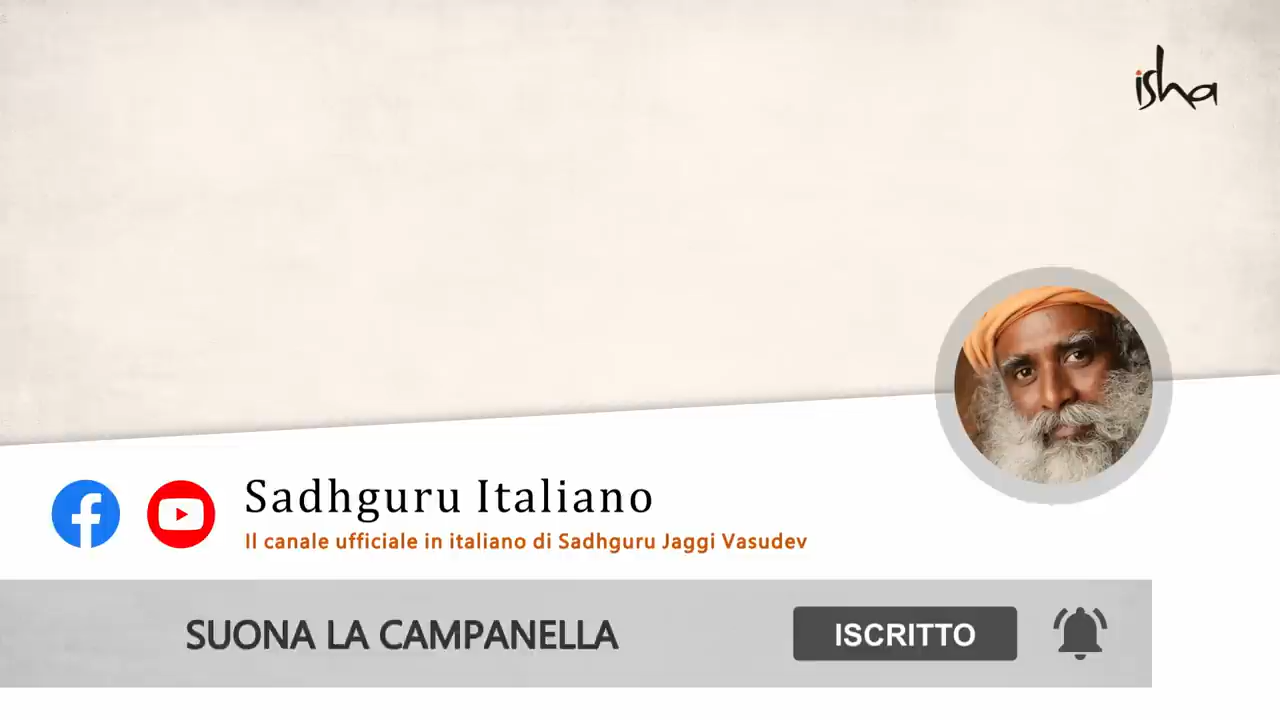 isha
Sadhguru Italiano
Il canale ufficiale in italiano di Sadhguru Jaggi Vasudev
SUONA LA CAMPANELLA
ISCRITTO